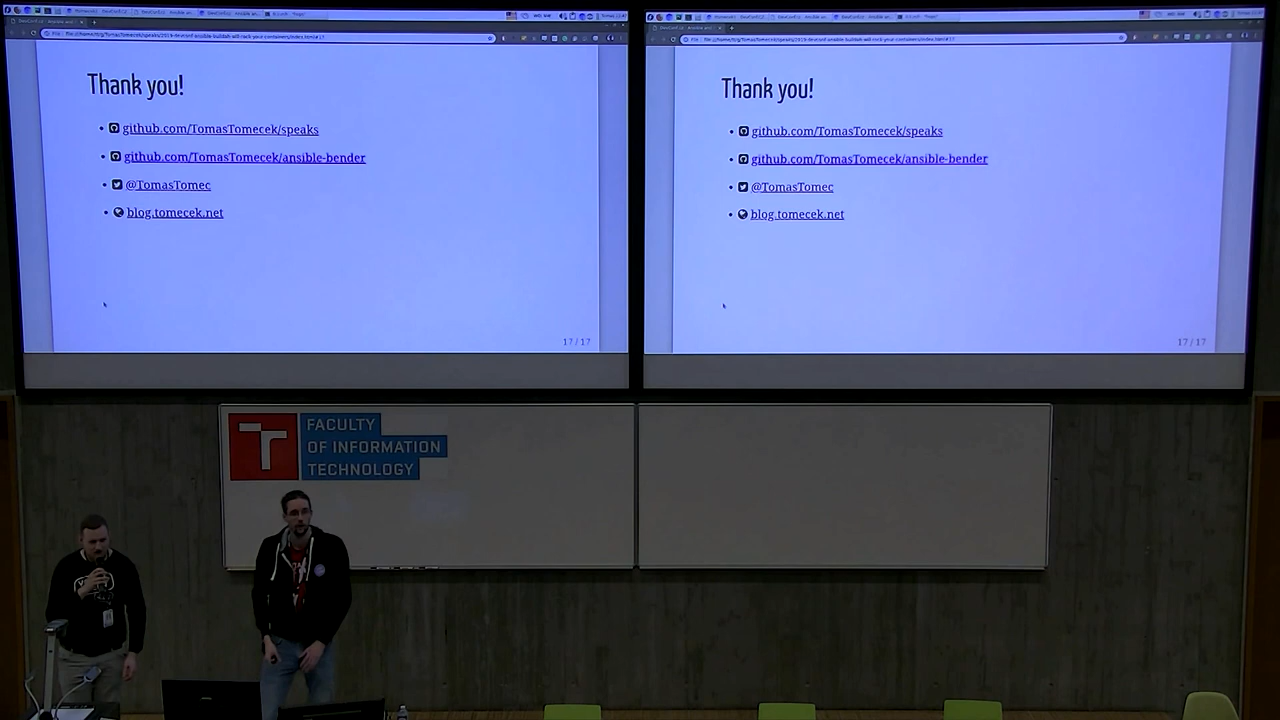 Thank you!
github.com/TomasTomecek/speaks
github.com/TomasTomecek/ansible-bender
@TomasTomec
blog.tomecek.net
17 / 17
Thank you!
github.com/TomasTomecek/speaks
github.com/TomasTomecek/ansible-bender
@TomasTomec
blog.tomecek.net
17 / 17
T
FACULTY
OF INFORMATION
TECHNOLOGY